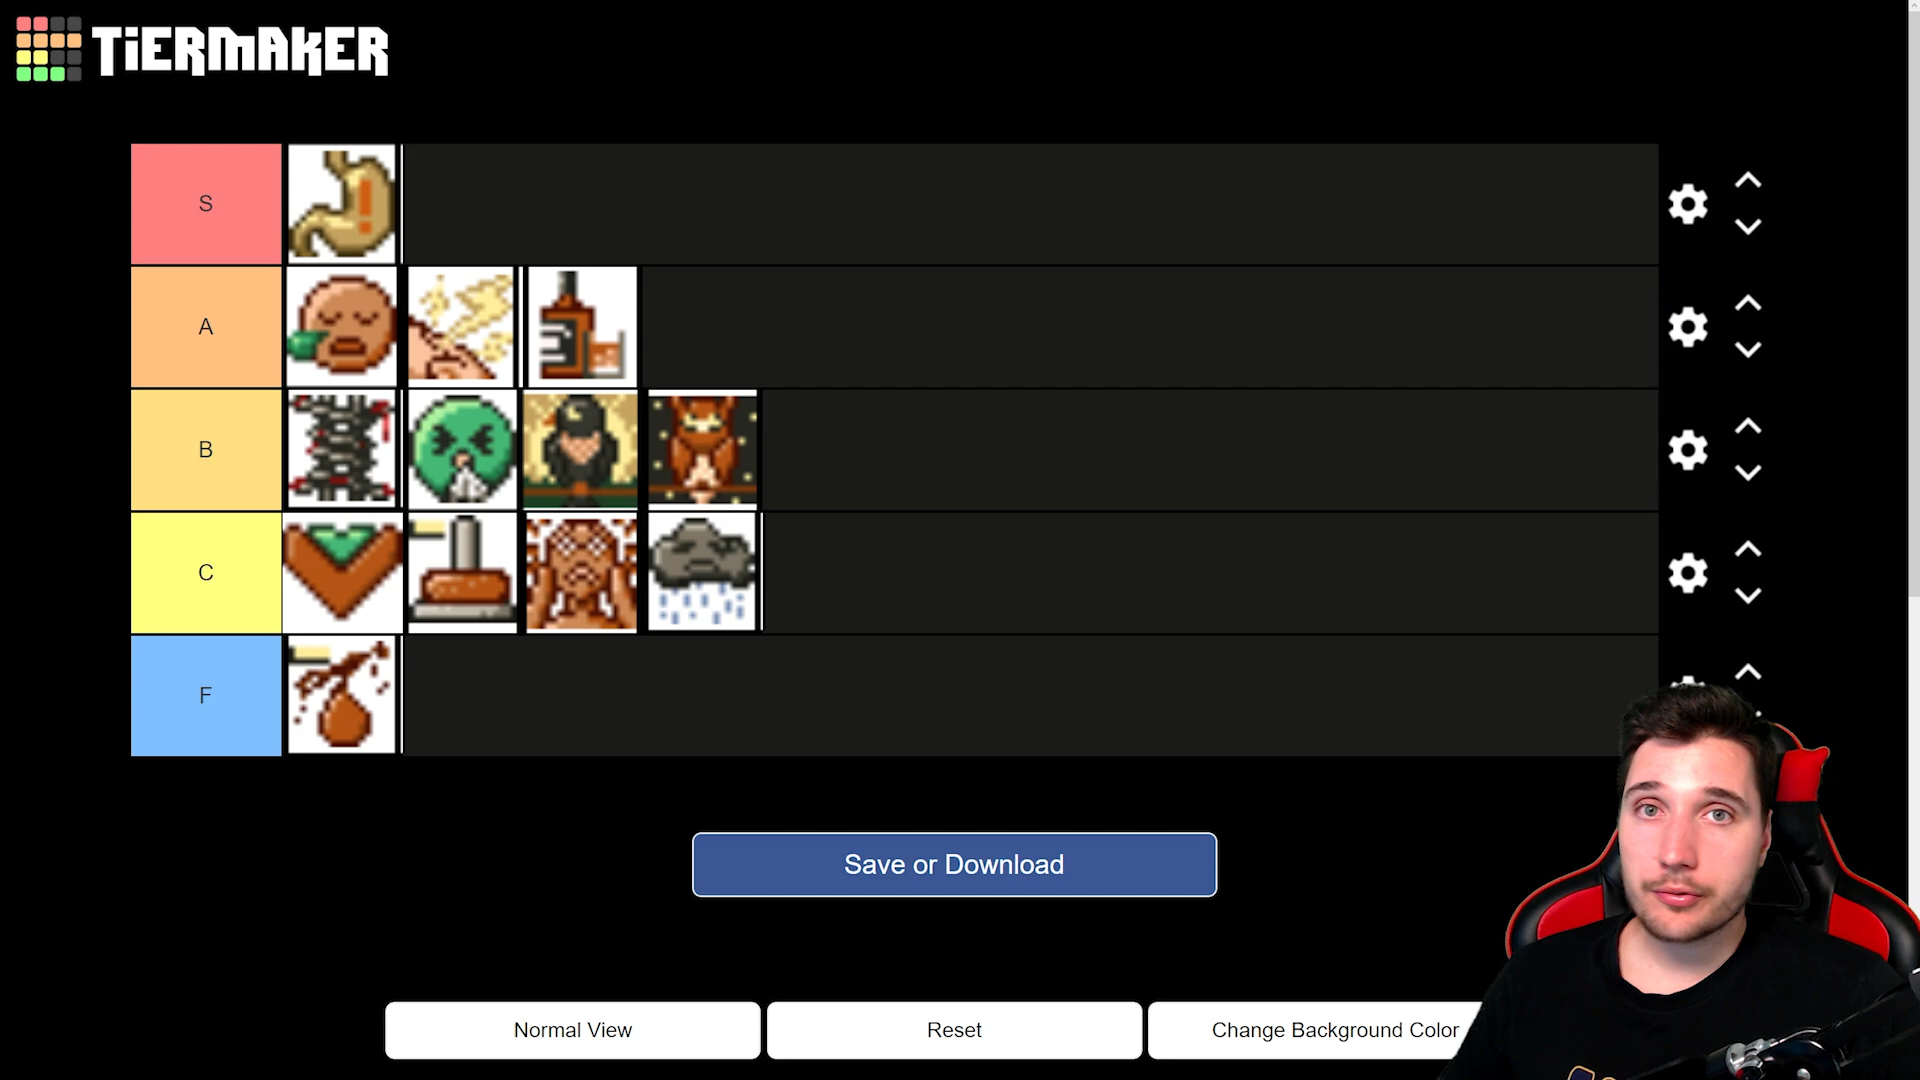 TiERMAKER
S
A
B
C
F
Save or Download
Normal View
Reset
Change Background Color